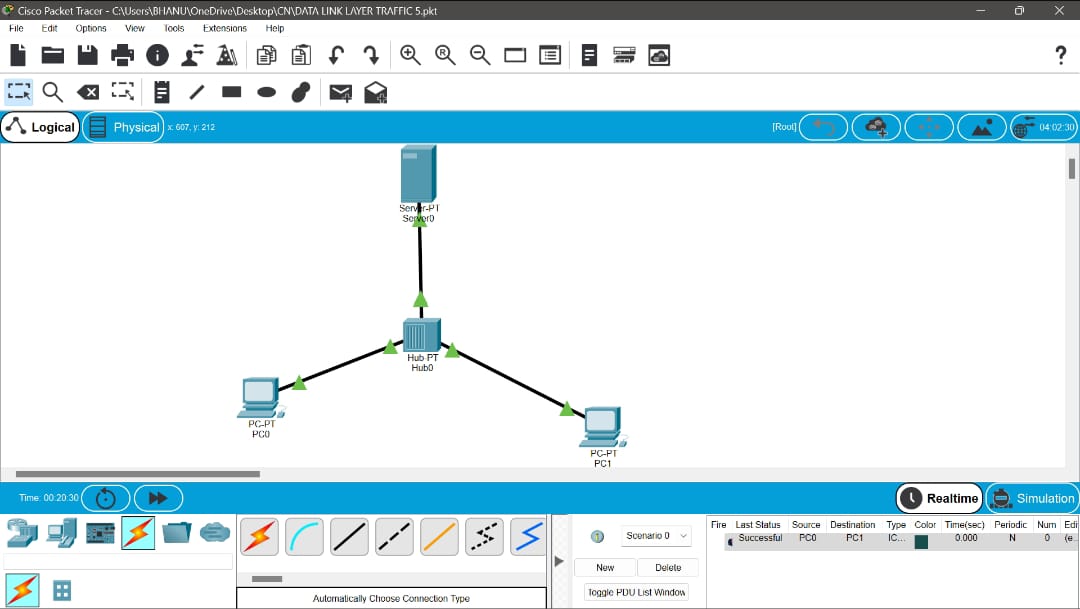 Cisco Packet Tracer - C:\Users\BHANU\OneDrive\Desktop\CN\DATA LINK LAYER TRAFFIC 5.pkt
File Edit Options View Tools Extensions Help
Logical Physical x: 607, y: 212 [Root] 04:02:30
Server-PT
Server0
Hub-PT
Hub0
PC-PT
PC0
PC-PT
PC1
Time: 00:20:30 Realtime Simulation
Scenario 0
New Delete
Toggle PDU List Window
Automatically Choose Connection Type
Fire Last Status Source Destination Type Color Time(sec) Periodic Num Edi
Successful PC0 PC1 IC... 0.000 N 0 (e...